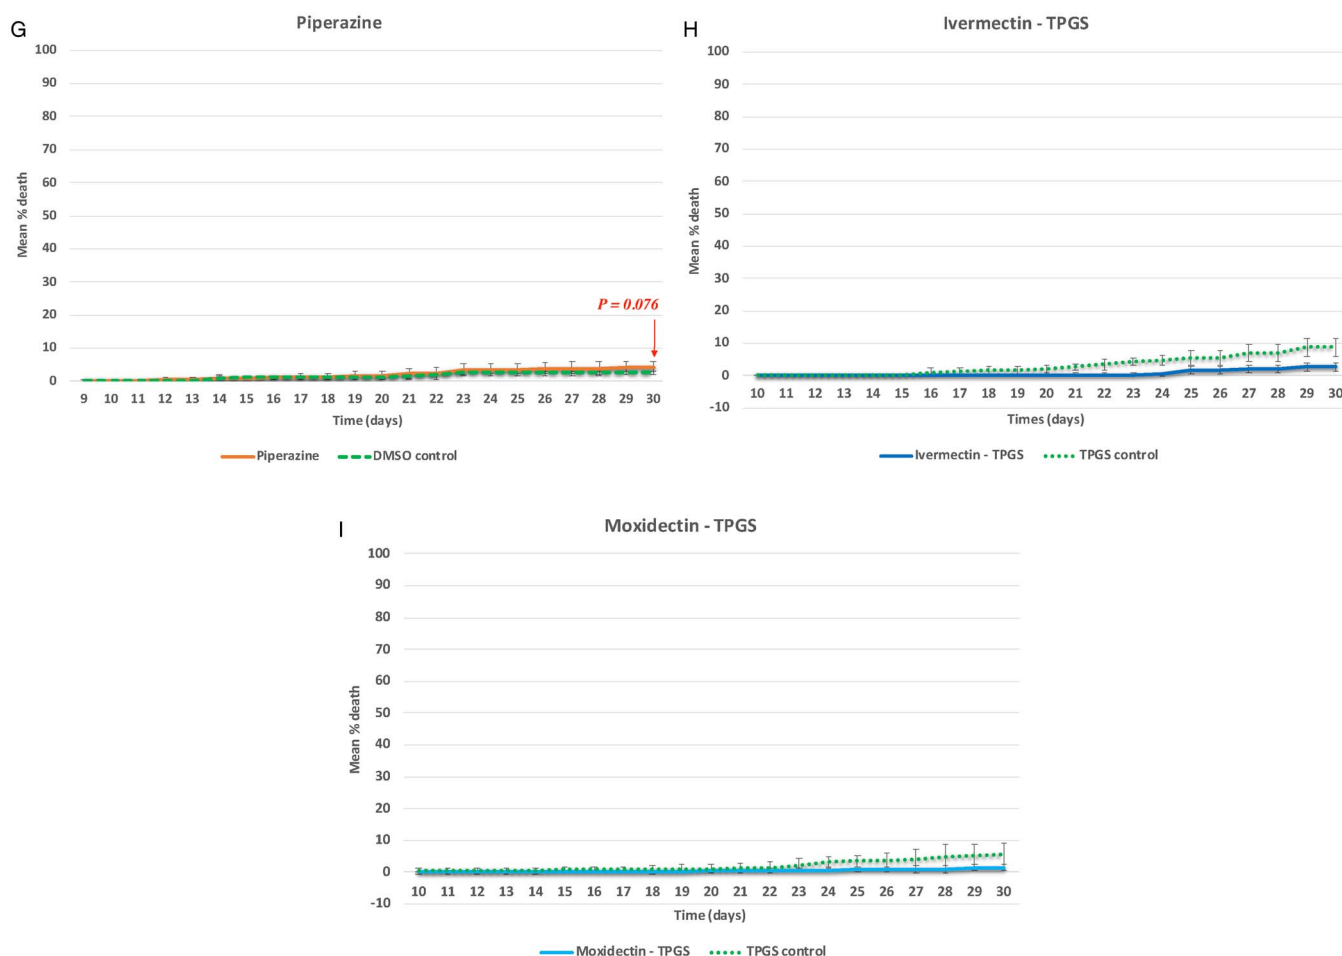 G
Piperazine
100
90
80
70
60
50
40
30
20
10
0
Mean % death
P = 0.076
9 10 11 12 13 14 15 16 17 18 19 20 21 22 23 24 25 26 27 28 29 30
Time (days)
Piperazine DMSO control
H
Ivermectin - TPGS
100
90
80
70
60
50
40
30
20
10
0
-10
Mean % death
10 11 12 13 14 15 16 17 18 19 20 21 22 23 24 25 26 27 28 29 30
Times (days)
Ivermectin - TPGS TPGS control
I
Moxidectin - TPGS
100
90
80
70
60
50
40
30
20
10
0
-10
Mean % death
10 11 12 13 14 15 16 17 18 19 20 21 22 23 24 25 26 27 28 29 30
Time (days)
Moxidectin - TPGS TPGS control